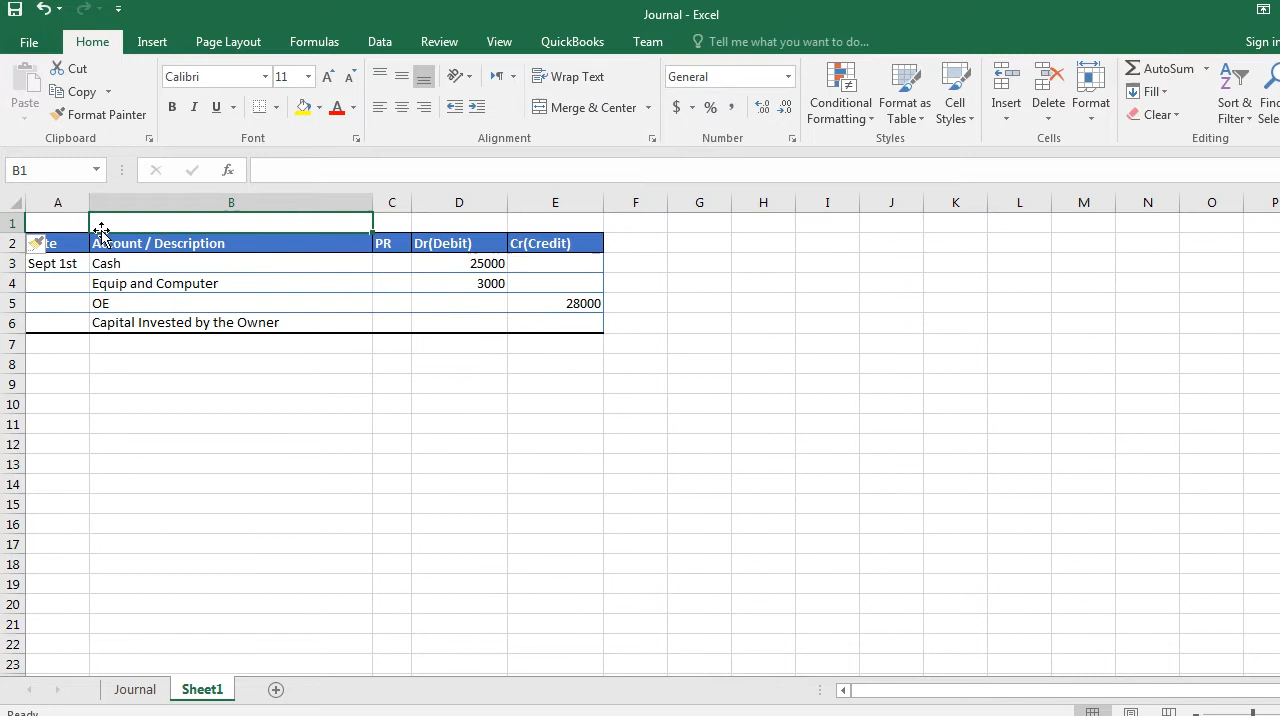 Journal - Excel
File Home Insert Page Layout Formulas Data Review View QuickBooks Team Tell me what you want to do... Sign in
Paste Cut Copy Format Painter Clipboard
Calibri 11 B I U A A A Font
Wrap Text Merge & Center Alignment
General $ % , Number
Conditional Formatting Format as Table Cell Styles Styles
Insert Delete Format Cells
AutoSum Fill Clear Sort & Filter Editing
B1 fx
A B C D E F G H I J K L M N O P
1
2 Account / Description PR Dr(Debit) Cr(Credit)
3 Sept 1st Cash 25000
4 Equip and Computer 3000
5 OE 28000
6 Capital Invested by the Owner
7
8
9
10
11
12
13
14
15
16
17
18
19
20
21
22
23
Journal Sheet1
Ready